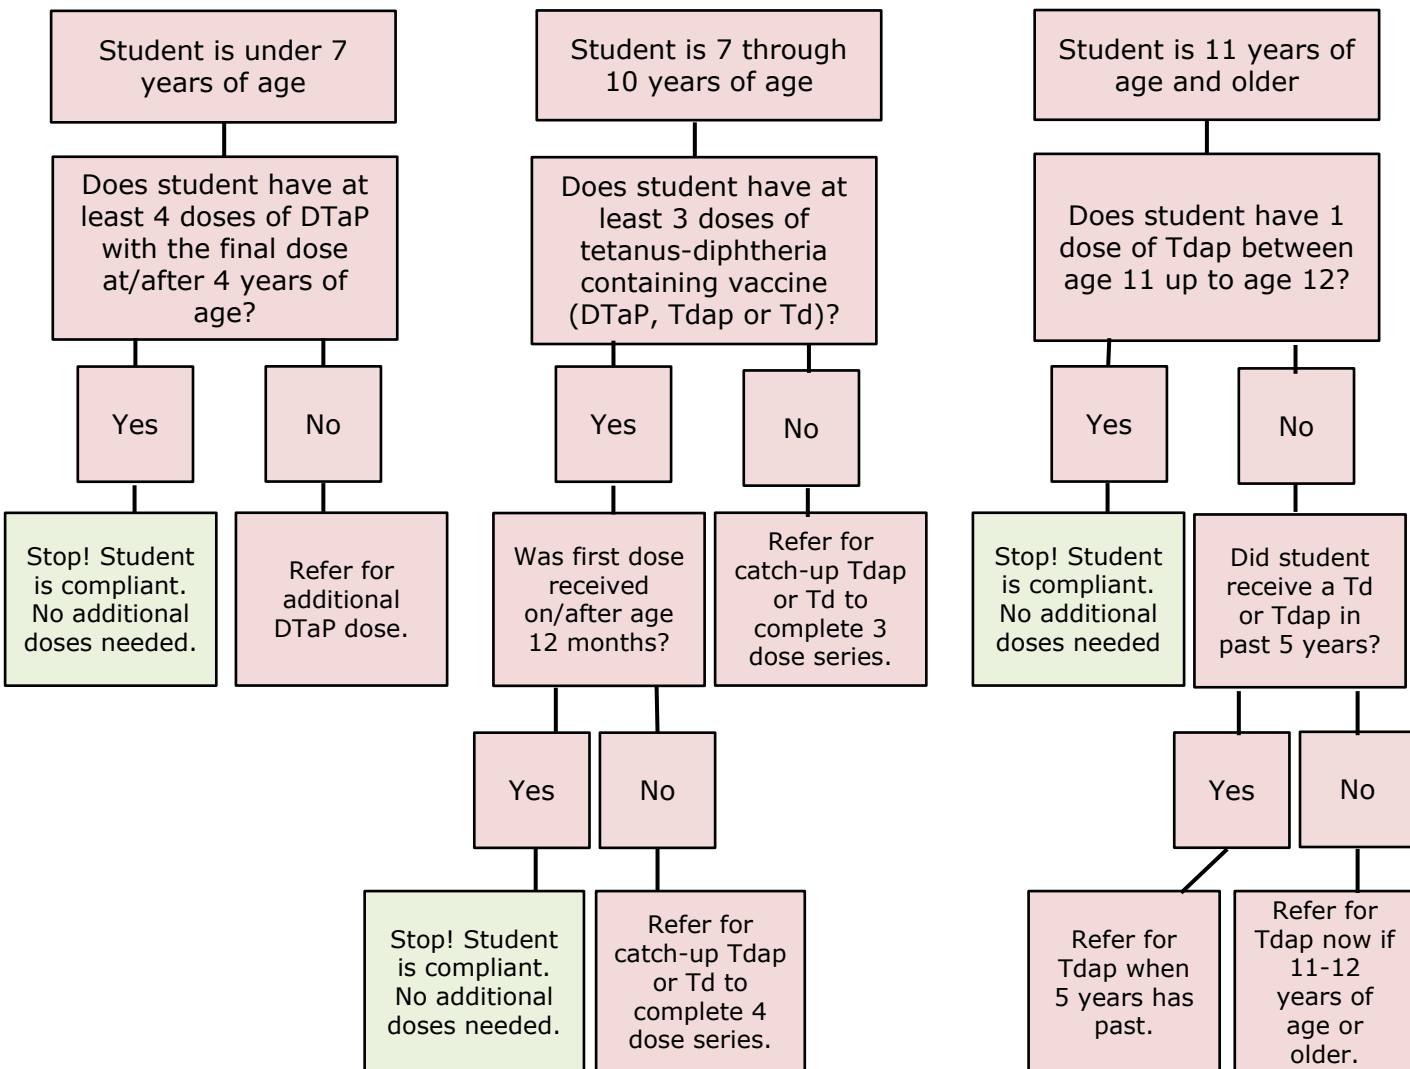 Student is under 7
years of age
Does student have at
least 4 doses of DTaP
with the final dose
at/after 4 years of
age?
Yes
No
Stop! Student
is compliant.
No additional
doses needed.
Refer for
additional
DTaP dose.
Student is 7 through
10 years of age
Does student have at
least 3 doses of
tetanus-diphtheria
containing vaccine
(DTaP, Tdap or Td)?
Yes
No
Was first dose
received
on/after age
12 months?
Refer for
catch-up Tdap
or Td to
complete 3
dose series.
Yes
No
Stop! Student
is compliant.
No additional
doses needed.
Refer for
catch-up Tdap
or Td to
complete 4
dose series.
Student is 11 years of
age and older
Does student have 1
dose of Tdap between
age 11 up to age 12?
Yes
No
Stop! Student
is compliant.
No additional
doses needed
Did student
receive a Td
or Tdap in
past 5 years?
Yes
No
Refer for
Tdap when
5 years has
past.
Refer for
Tdap now if
11-12
years of
age or
older.